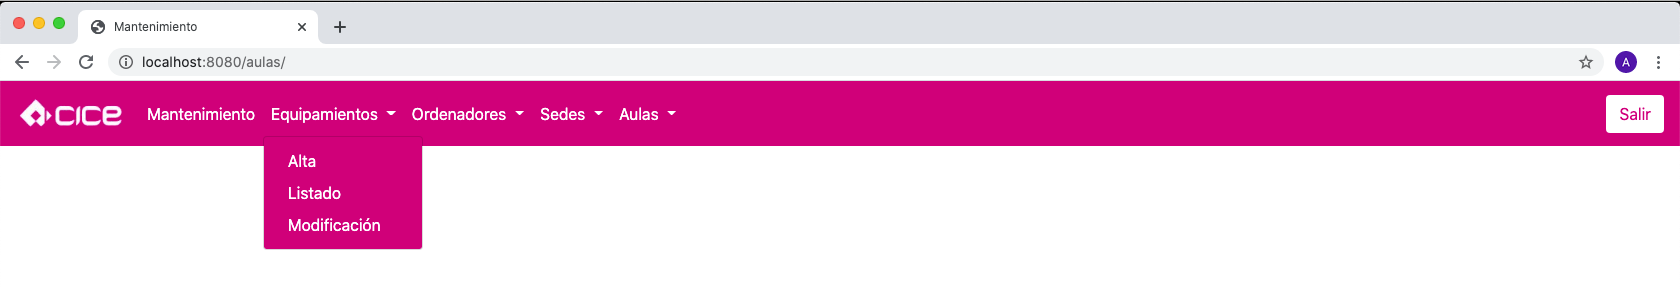 Mantenimiento
localhost:8080/aulas/
A
CICE Mantenimiento Equipamientos Ordenadores Sedes Aulas Salir
Alta
Listado
Modificación